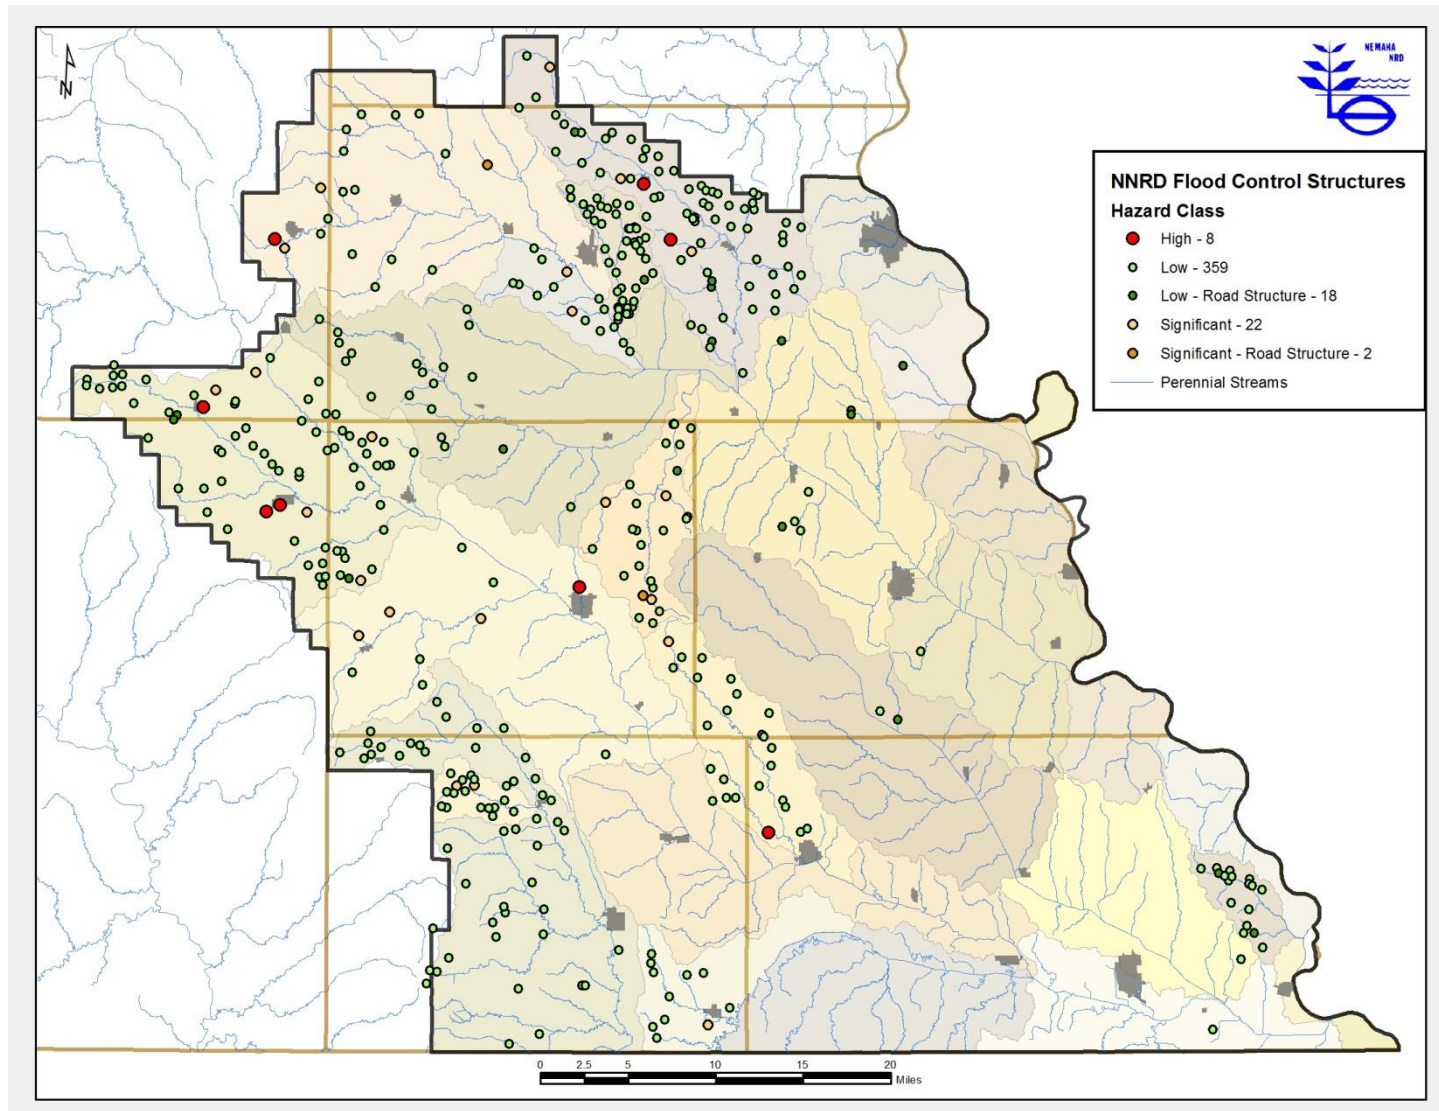 N
NEMAHA
NRD
NNRD Flood Control Structures
Hazard Class
High - 8
Low - 359
Low - Road Structure - 18
Significant - 22
Significant - Road Structure - 2
Perennial Streams
0 2.5 5 10 15 20
Miles